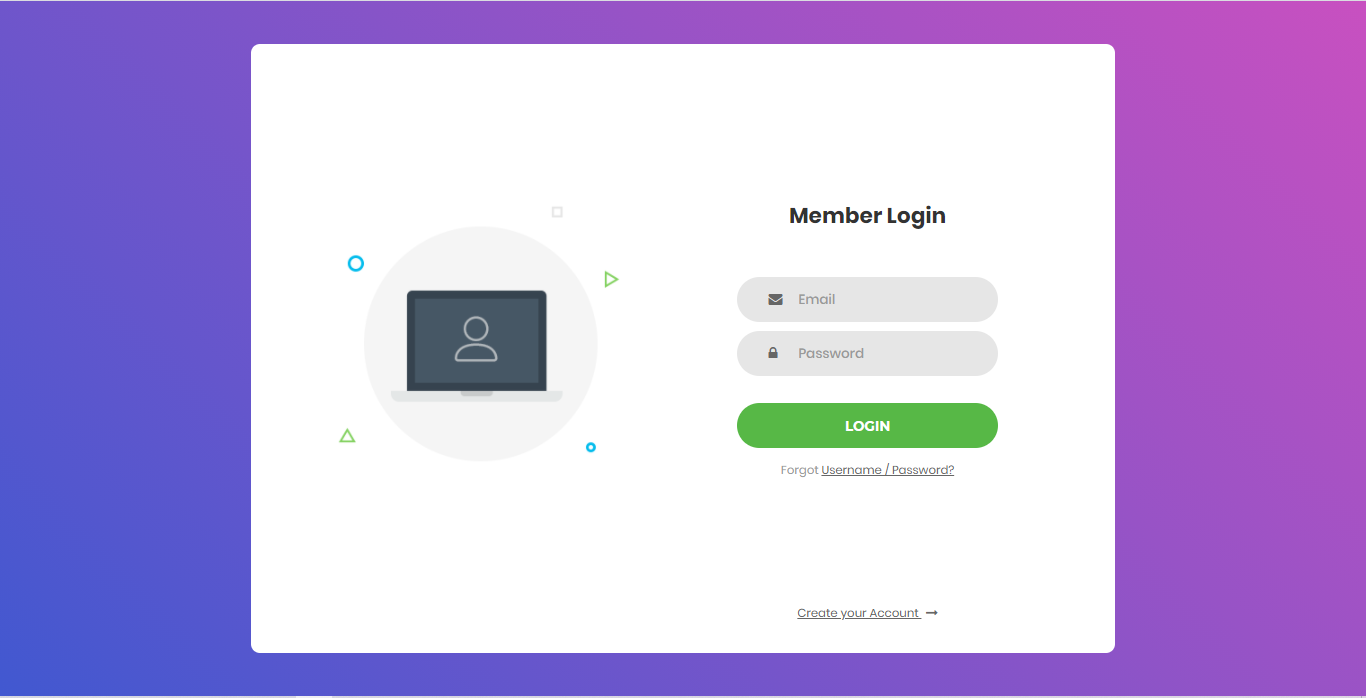 Member Login
Email
Password
LOGIN
Forgot Username / Password?
Create your Account